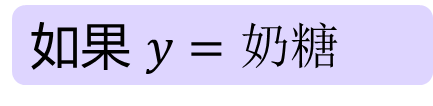 如果 y = 奶糖